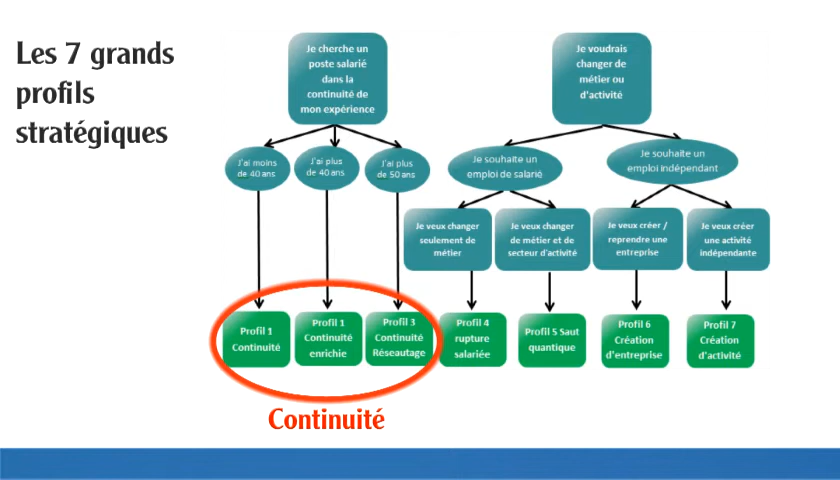 Les 7 grands
profils
stratégiques
Je cherche un
poste salarié
dans la
continuité de
mon expérience
Je voudrais
changer de
métier ou
d'activité
J'ai moins
de 40 ans
J'ai plus
de 40 ans
J'ai plus
de 50 ans
Je souhaite un
emploi de salarié
Je souhaite un
emploi indépendant
Je veux changer
seulement de
métier
Je veux changer
de métier et de
secteur d'activité
Je veux créer /
reprendre une
entreprise
Je veux créer
une activité
indépendante
Profil 1
Continuité
Profil 1
Continuité
enrichie
Profil 3
Continuité
Réseautage
Profil 4
rupture
salariée
Profil 5 Saut
quantique
Profil 6
Création
d'entreprise
Profil 7
Création
d'activité
Continuité